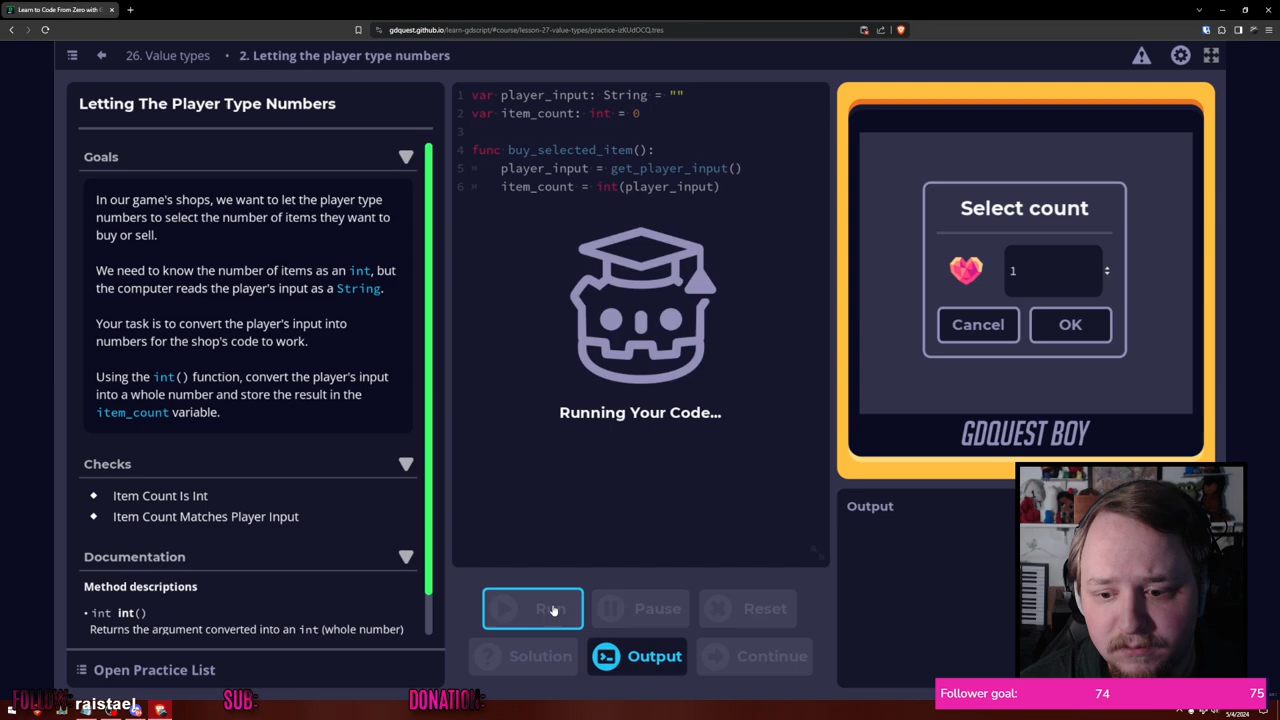 Learn to Code From Zero with
gdquest.github.io/learn-gdscript/#course/lesson-27-value-types/practice-izKUdOCQ.tres
26. Value types • 2. Letting the player type numbers
Letting The Player Type Numbers
Goals
In our game's shops, we want to let the player type
numbers to select the number of items they want to
buy or sell.
We need to know the number of items as an int, but
the computer reads the player's input as a
String.
Your task is to convert the player's input into
numbers for the shop's code to work.
Using the int() function, convert the player's input
into a whole number and store the result in the
item_count variable.
Checks
Item Count Is Int
Item Count Matches Player Input
Documentation
Method descriptions
• int int()
Returns the argument converted into an int (whole number)
Open Practice List
1 var player_input: String = ""
2 var item_count: int = 0
3
4 func buy_selected_item():
5 player_input = get_player_input()
6 item_count = int(player_input)
Running Your Code...
Run
Pause
Reset
Solution
Output
Continue
Select count
1
Cancel
OK
GDQUEST BOY
Output
FOLLOW: raistael
SUB:
DONATION:
Follower goal: 74 75
5/4/2024